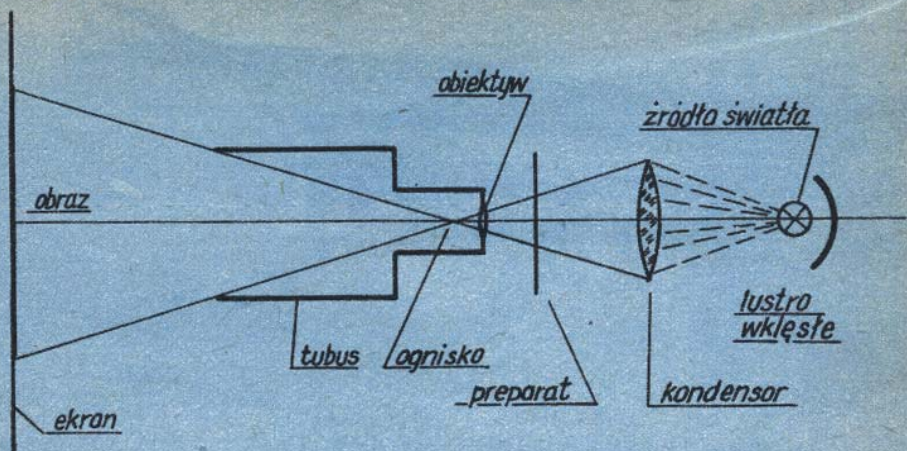 obiektyw
źródło światła
obraz
lustro
wklęsłe
tubus
ognisko
preparat
kondensor
ekran